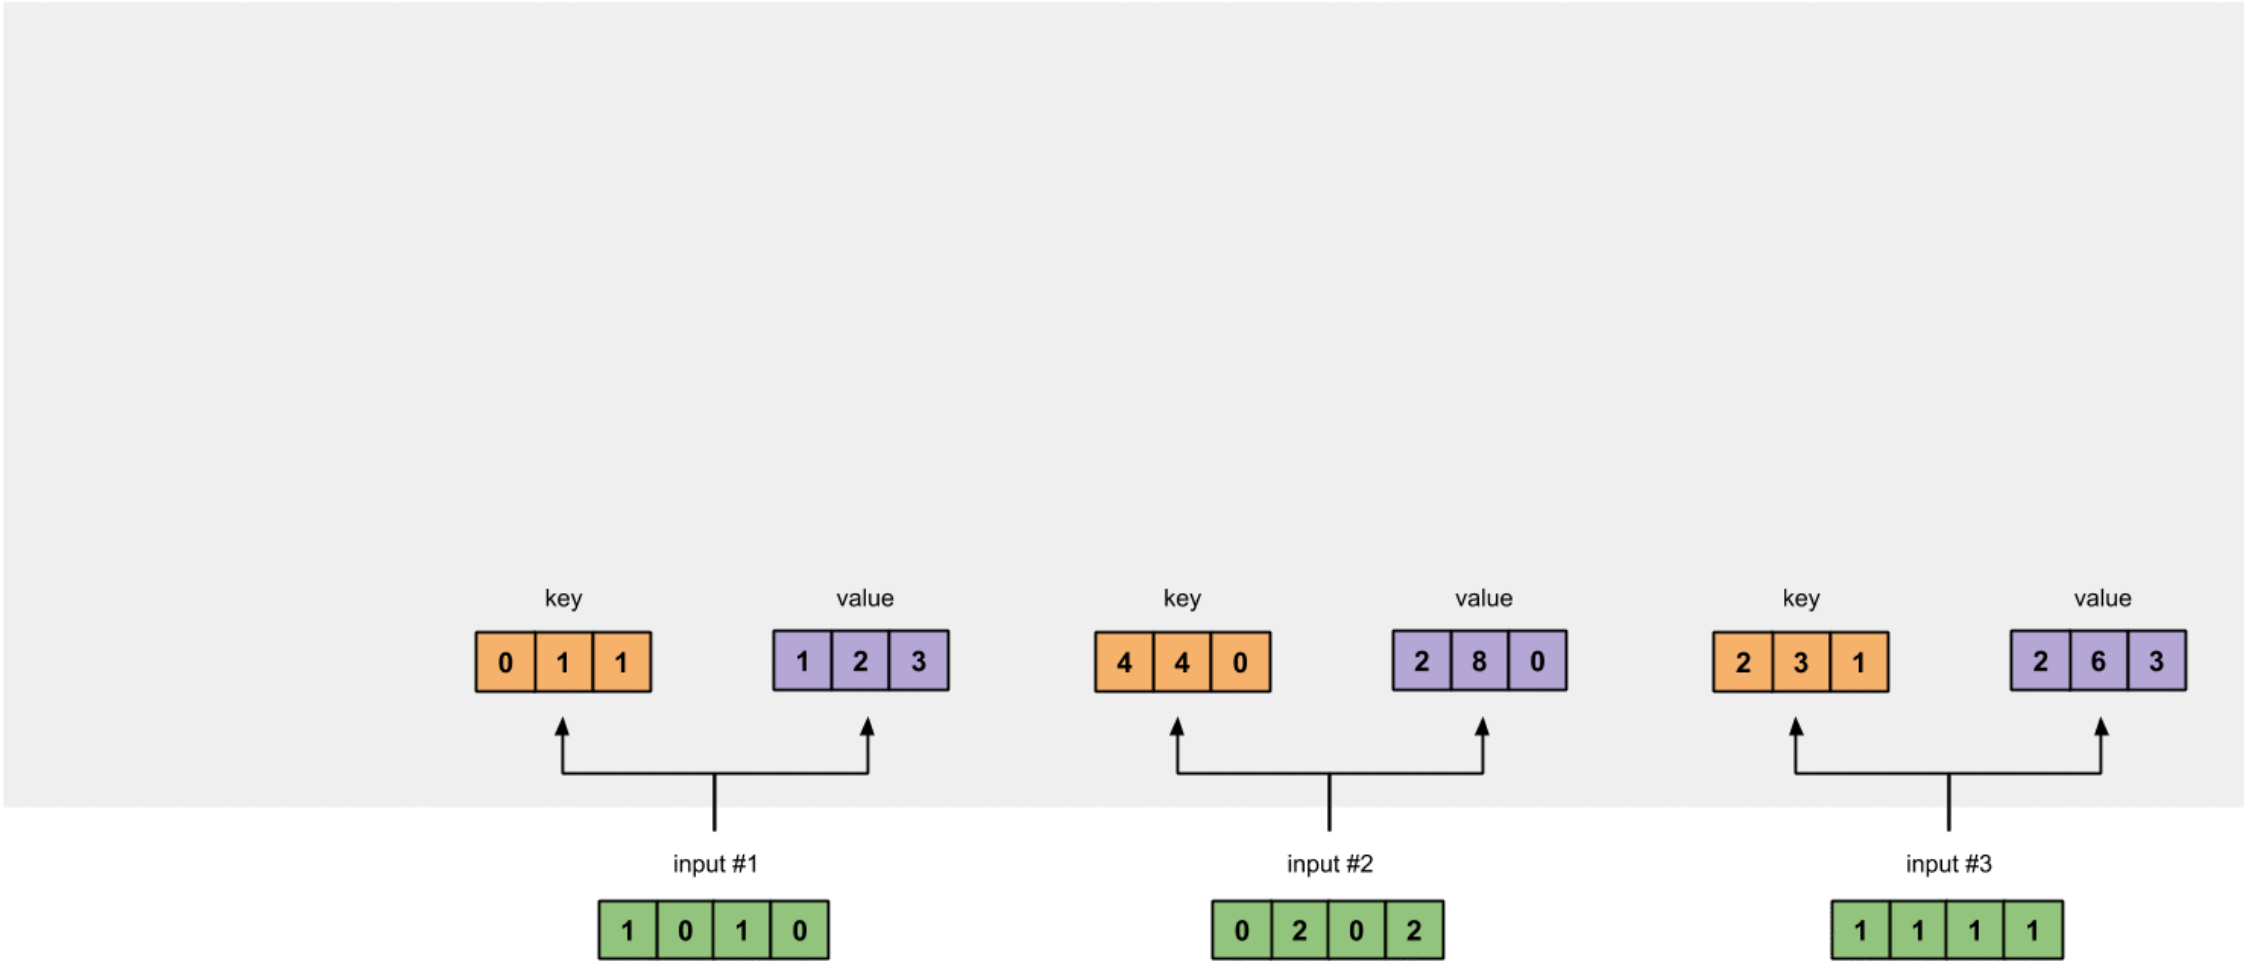 key value key value key value
0 1 1 1 2 3 4 4 0 2 8 0 2 3 1 2 6 3
input #1 input #2 input #3
1 0 1 0 0 2 0 2 1 1 1 1